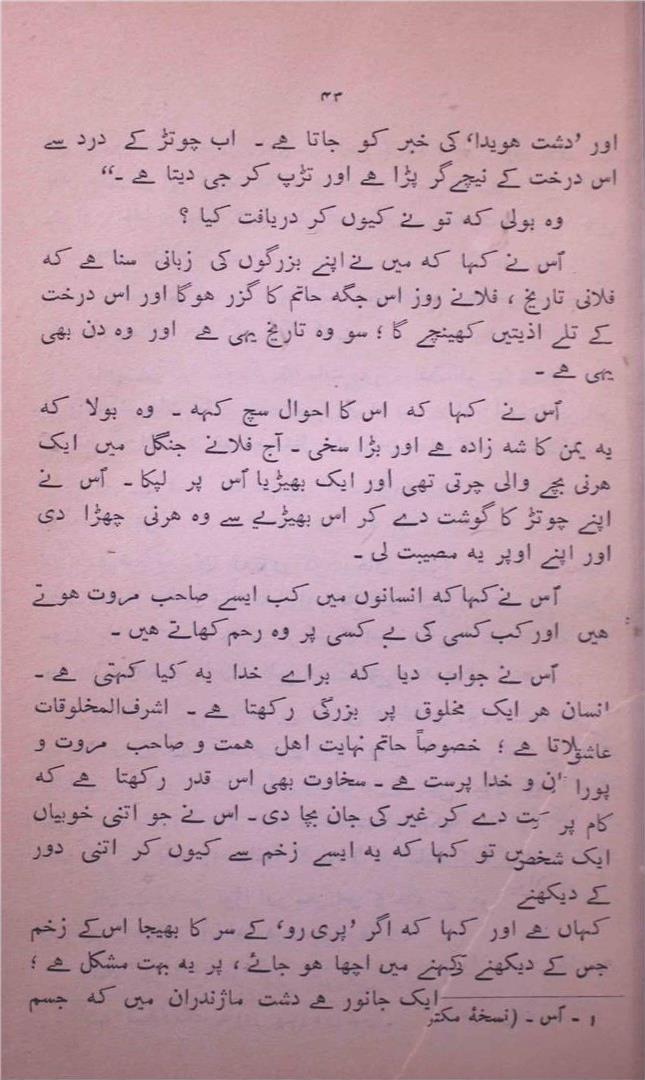 ۴۳
اور ’دشت هویدا‘ کی خبر کو جاتا ہے ۔ اب چوتڑ کے درد سے
اس درخت کے نیچے گر پڑا ہے اور تڑپ کر جی دیتا ہے ۔“
وہ بولی کہ تو نے کیوں کر دریافت کیا ؟
اُس نے کہا کہ میں نے اپنے بزرگوں کی زبانی سنا ہے کہ
فلانی تاریخ ، فلانے روز اس جگہ حاتم کا گزر ہوگا اور اس درخت
کے تلے اذیتیں کھینچے گا ؛ سو وہ تاریخ یہی ہے اور وہ دن بھی
یہی ہے ۔
اُس نے کہا کہ اس کا احوال سچ کہہ ۔ وہ بولا کہ
یہ یمن کا شہ زادہ ہے اور بڑا سخی ۔ آج فلانے جنگل میں ایک
ہرنی بچے والی چرتی تھی اور ایک بھیڑیا اُس پر لپکا ۔ اُس نے
اپنے چوتڑ کا گوشت دے کر اس بھیڑیے سے وہ ہرنی چھڑا دی
اور اپنے اوپر یہ مصیبت لی ۔
اُس نے کہا کہ انسانوں میں کب ایسے صاحب مروت ہوتے
ہیں اور کب کسی کی بے کسی پر وہ رحم کھاتے ہیں ۔
اُس نے جواب دیا کہ براے خدا یہ کیا کہتی ہے ۔
انسان ہر ایک مخلوق پر بزرگی رکھتا ہے ۔ اشرف المخلوقات
لاتا ہے ؛ خصوصاً حاتم نہایت اہل ہمت و صاحب مروت و
پورا و خدا پرست ہے ۔ سخاوت بھی اس قدر رکھتا ہے کہ
کام پر دے کر غیر کی جان بچا دی ۔ اس نے جو اتنی خوبیاں
ایک تو کہا کہ یہ ایسے زخم سے کیوں کر اتنی دور
کے دیکھنے
کہاں ہے اور کہا کہ اگر ’پری رو‘ کے سر کا بھیجا اس کے زخم
جس کے دیکھنے میں اچھا ہو جائے ، پر یہ بہت مشکل ہے ؛
ایک جانور ہے دشت ماژندران میں کہ جسم
۱ ۔ اُس ۔ (نسخۂ